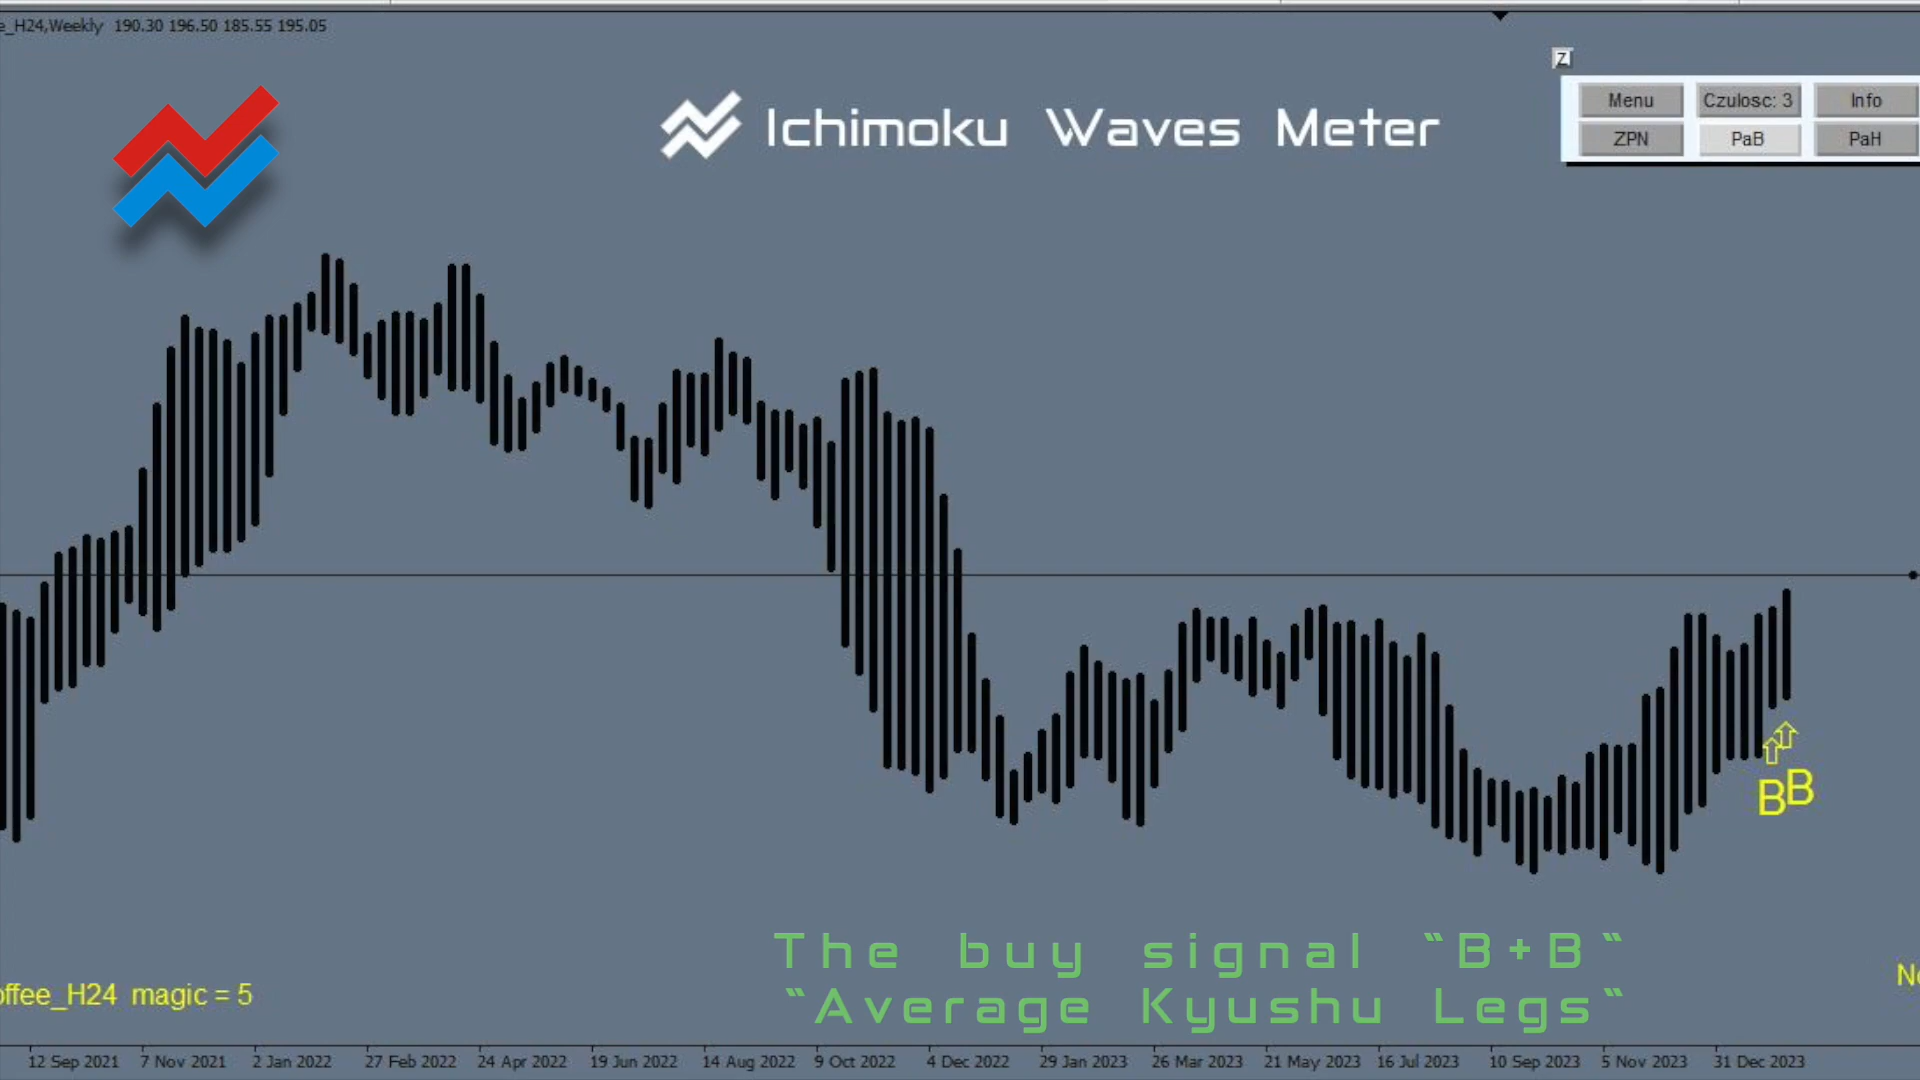 e_H24,Weekly 190.30 196.50 185.55 195.05
Z
Ichimoku Waves Meter
Menu Czulosc: 3 Info
ZPN PaB PaH
B B
The buy signal “B+B“
“Average Kyushu Legs“
offee_H24 magic = 5
12 Sep 2021 7 Nov 2021 2 Jan 2022 27 Feb 2022 24 Apr 2022 19 Jun 2022 14 Aug 2022 9 Oct 2022 4 Dec 2022 29 Jan 2023 26 Mar 2023 21 May 2023 16 Jul 2023 10 Sep 2023 5 Nov 2023 31 Dec 2023